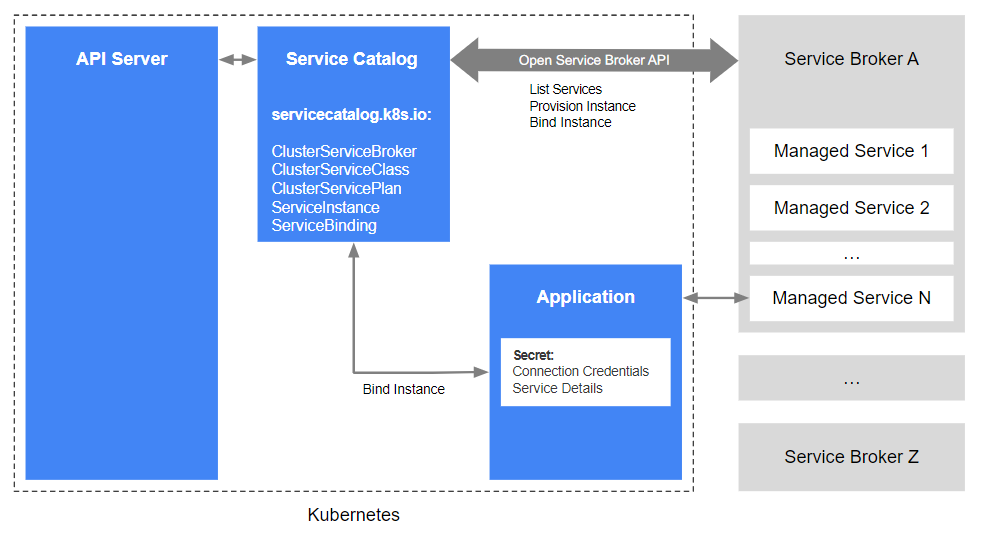 API Server
Service Catalog
servicecatalog.k8s.io:
ClusterServiceBroker
ClusterServiceClass
ClusterServicePlan
ServiceInstance
ServiceBinding
Open Service Broker API
List Services
Provision Instance
Bind Instance
Service Broker A
Managed Service 1
Managed Service 2
...
Managed Service N
Application
Secret:
Connection Credentials
Service Details
Bind Instance
...
Service Broker Z
Kubernetes